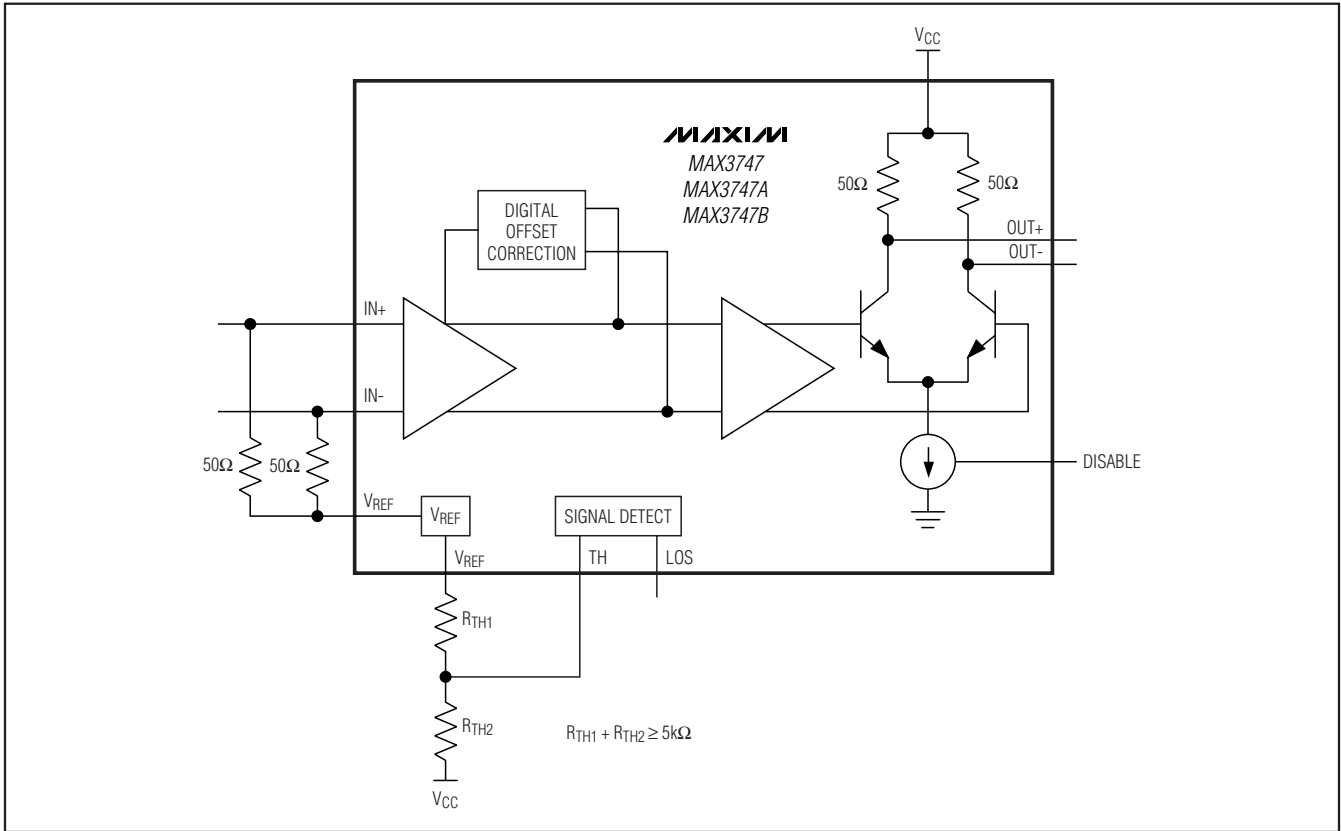 VCC
MAXIM
MAX3747
MAX3747A
MAX3747B
50Ω
50Ω
DIGITAL
OFFSET
CORRECTION
OUT+
OUT-
IN+
IN-
50Ω
50Ω
DISABLE
VREF
VREF
SIGNAL DETECT
VREF
TH
LOS
RTH1
RTH2
RTH1 + RTH2 ≥ 5kΩ
VCC